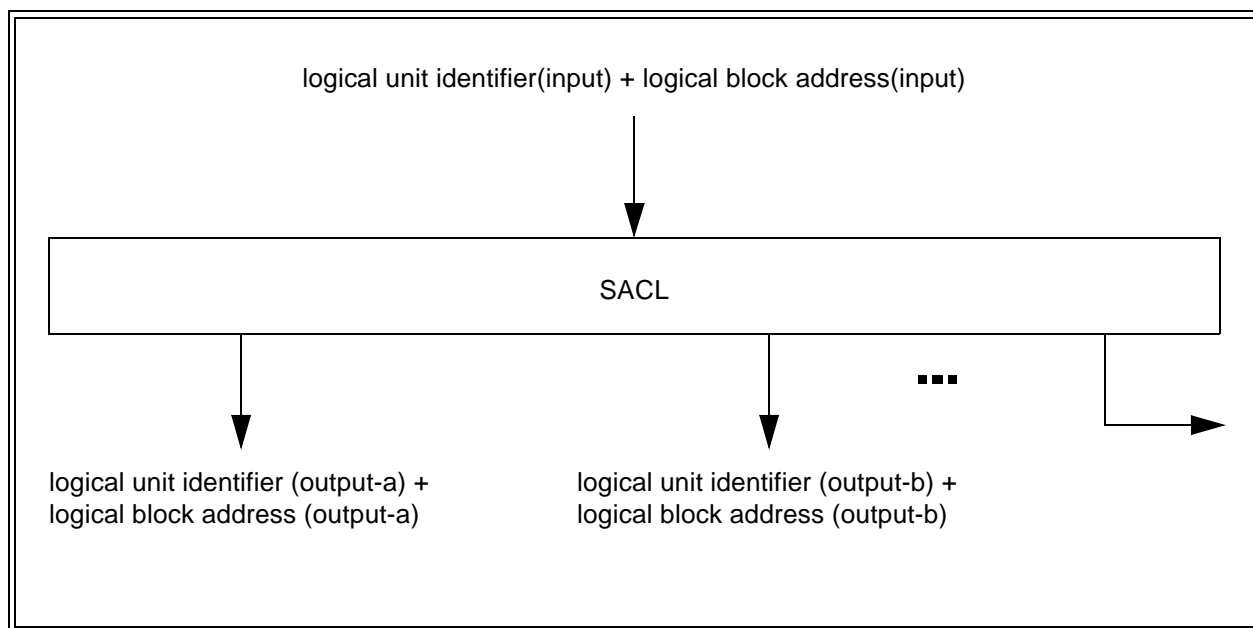 logical unit identifier(input) + logical block address(input)
SACL
logical unit identifier (output-a) +
logical block address (output-a)
logical unit identifier (output-b) +
logical block address (output-b)